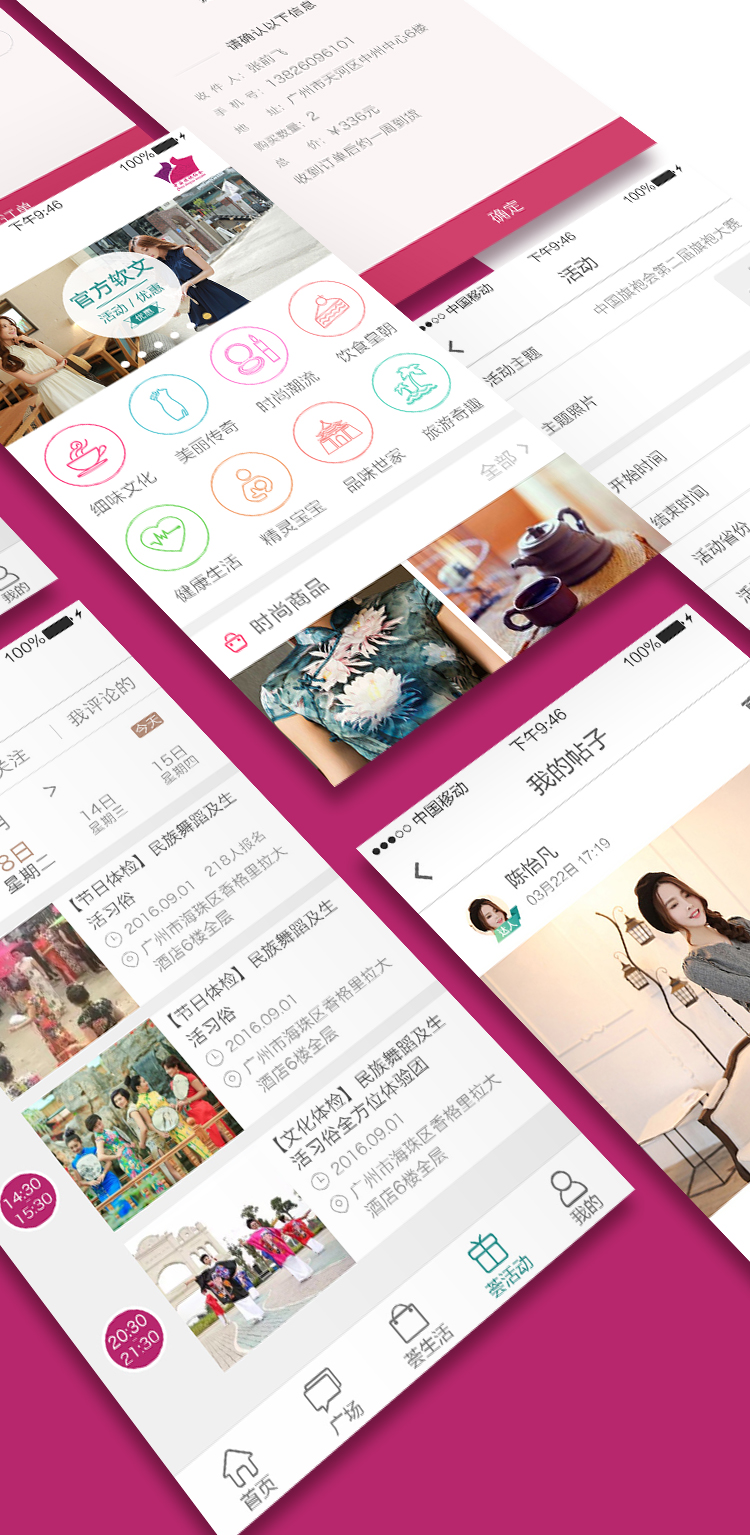 请确认以下信息
收 件 人：张前飞
手 机 号：13826096101
地 址：广州市天河区中州中心6楼
购买数量：2
总 价：￥336元
收到订单后约一周到货
确定
100%
下午9:46
官方软文
活动 / 优惠
优惠
细味文化
美丽传奇
时尚潮流
饮食皇朝
健康生活
精灵宝宝
品味世家
旅游奇趣
全部
时尚商品
100%
下午9:46
中国移动
活动
活动主题
中国旗袍会第二届旗袍大赛
主题照片
开始时间
结束时间
活动省份
我的
100%
我评论的
今天
15日
星期四
14日
星期三
星期二
【节日体检】民族舞蹈及生
活习俗
2016.09.01 218人报名
广州市海珠区香格里拉大
酒店6楼全层
【节日体检】民族舞蹈及生
活习俗
2016.09.01
广州市海珠区香格里拉大
酒店6楼全层
【文化体检】民族舞蹈及生
活习俗全方位体验团
2016.09.01
广州市海珠区香格里拉大
酒店6楼全层
14:30
15:30
20:30
21:30
首页
广场
荟生活
荟活动
我的
100%
下午9:46
中国移动
我的帖子
陈怡凡
03月22日 17:19
达人